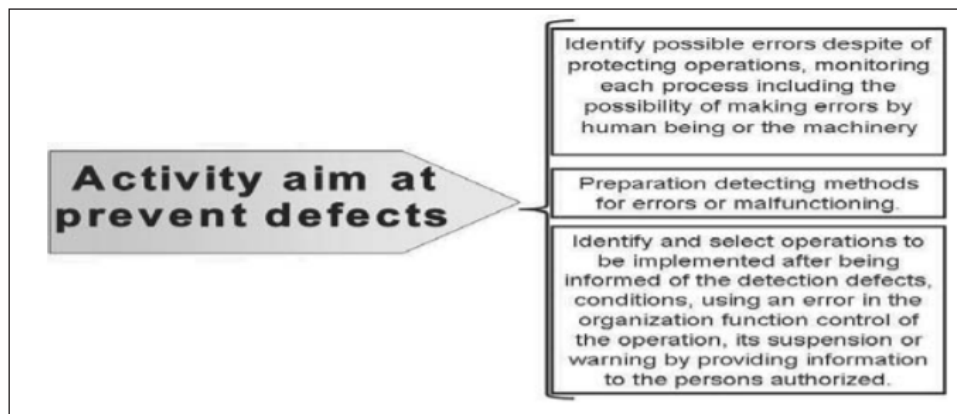 Activity aim at
prevent defects
Identify possible errors despite of
protecting operations, monitoring
each process including the
possibility of making errors by
human being or the machinery
Preparation detecting methods
for errors or malfunctioning.
Identify and select operations to
be implemented after being
informed of the detection defects,
conditions, using an error in the
organization function control of
the operation, its suspension or
warning by providing information
to the persons authorized.